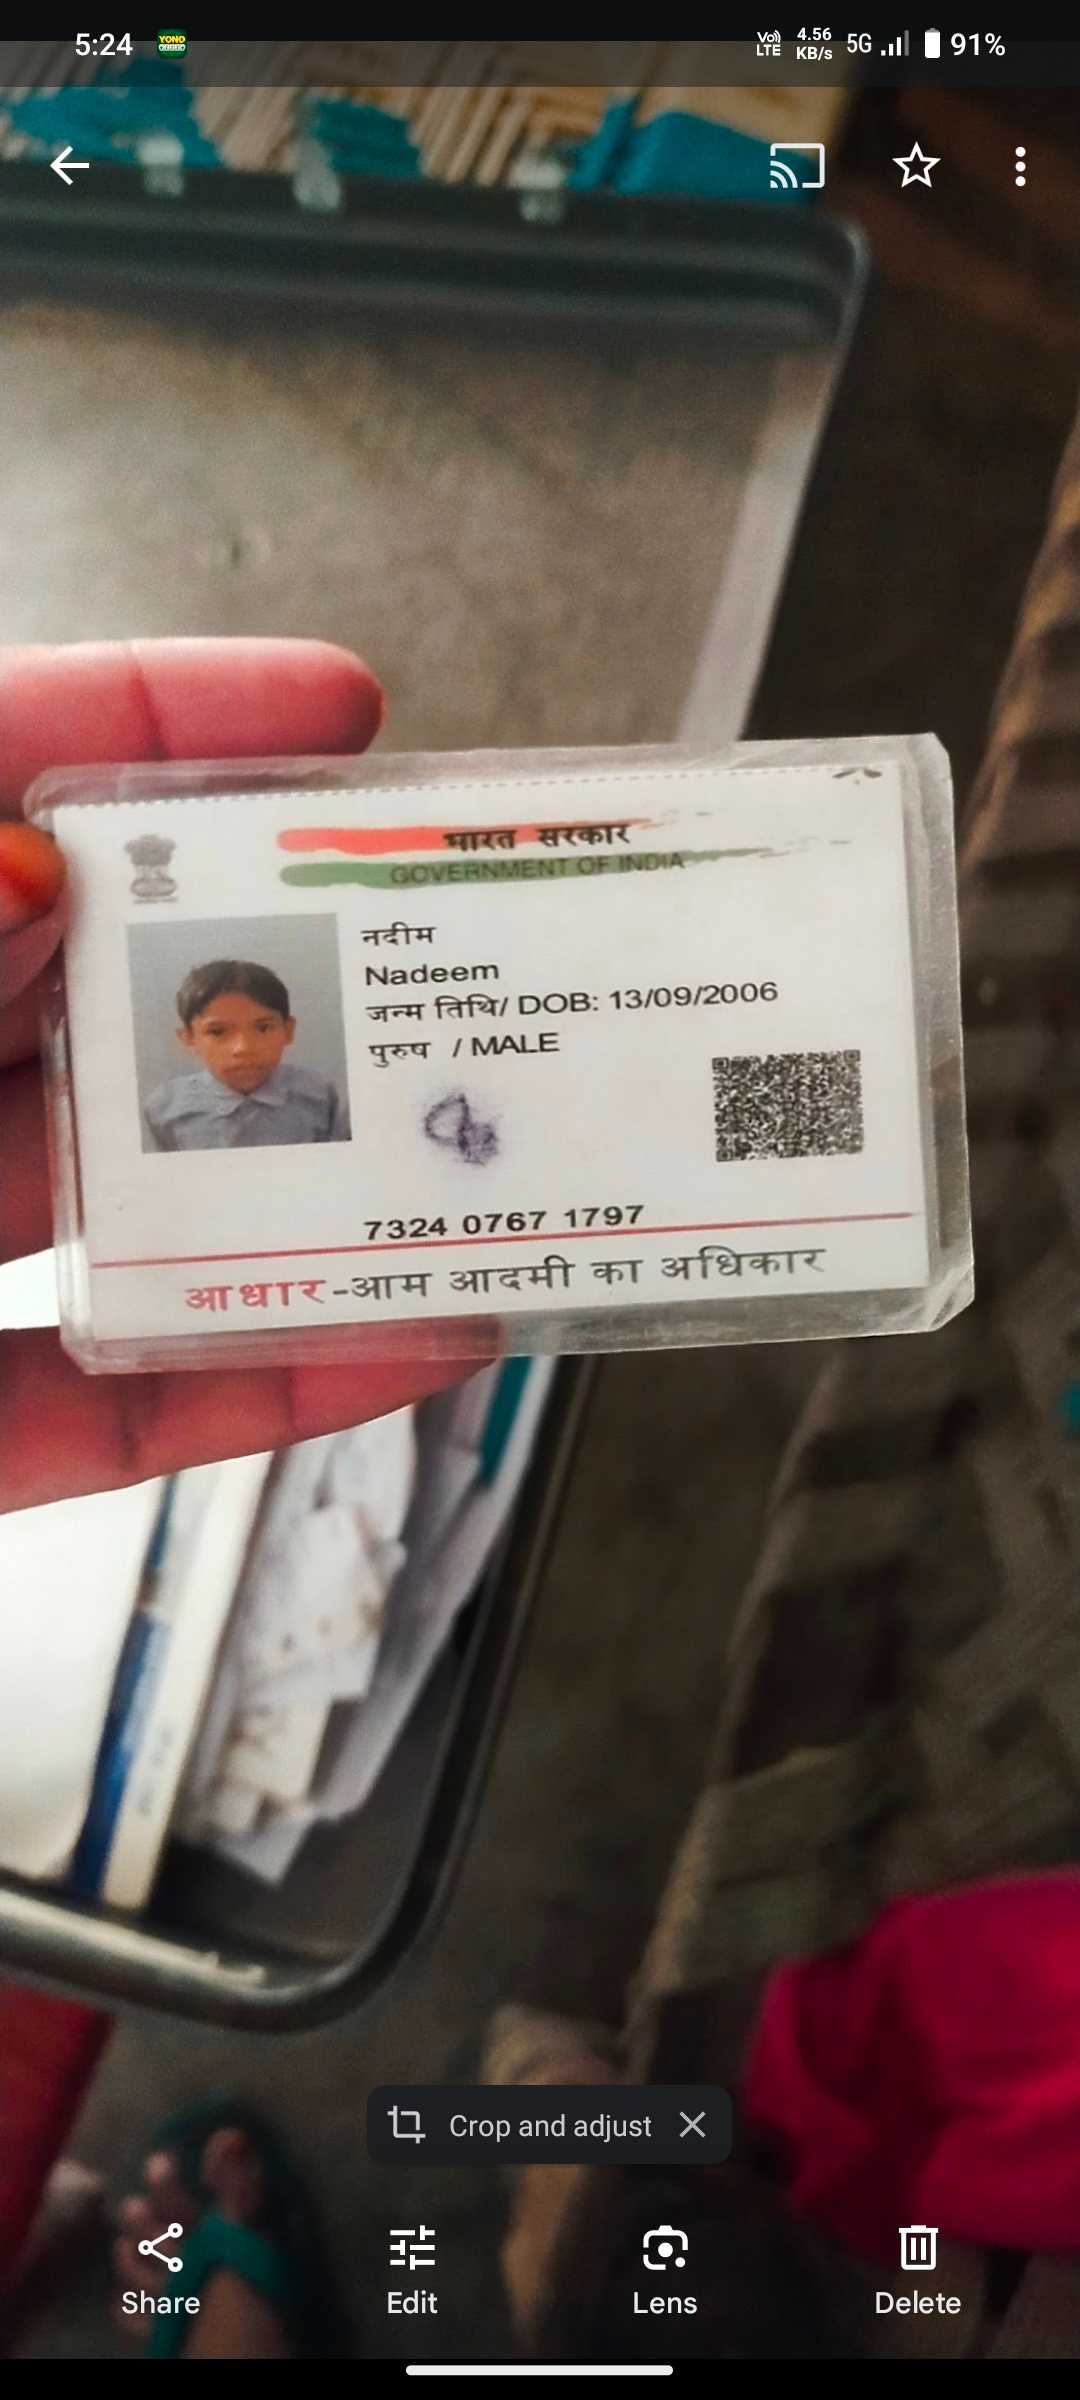 5:24
YONO
Vo))
LTE
4.56
KB/s
5G
91%
भारत सरकार
GOVERNMENT OF INDIA
नदीम
Nadeem
जन्म तिथि/ DOB: 13/09/2006
पुरुष / MALE
7324 0767 1797
आधार-आम आदमी का अधिकार
Crop and adjust
Share
Edit
Lens
Delete